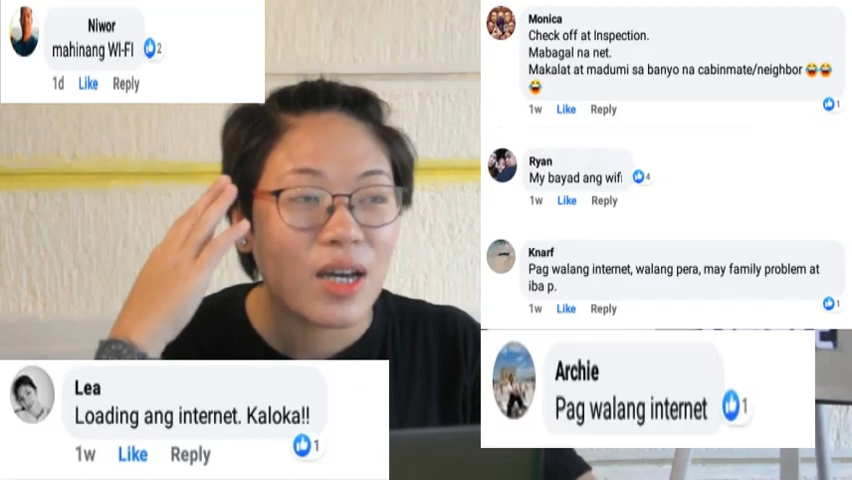 Niwor
mahinang WI-FI
2
1d Like Reply
Monica
Check off at Inspection.
Mabagal na net.
Makalat at madumi sa banyo na cabinmate/neighbor 😂😂
😂
1
1w Like Reply
Ryan
My bayad ang wifi
4
1w Like Reply
Knarf
Pag walang internet, walang pera, may family problem at
iba p.
1
1w Like Reply
Lea
Loading ang internet. Kaloka!!
1
1w Like Reply
Archie
Pag walang internet
1